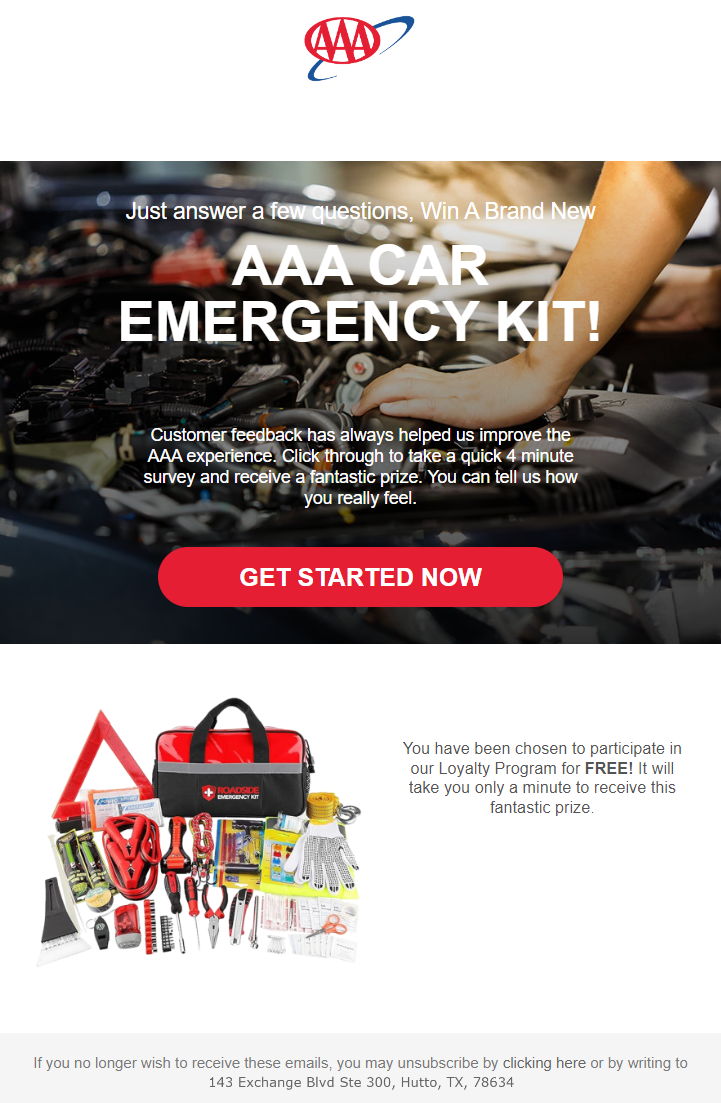 AAA
Just answer a few questions, Win A Brand New
AAA CAR
EMERGENCY KIT!
Customer feedback has always helped us improve the
AAA experience. Click through to take a quick 4 minute
survey and receive a fantastic prize. You can tell us how
you really feel.
GET STARTED NOW
ROADSIDE
EMERGENCY KIT
You have been chosen to participate in
our Loyalty Program for FREE! It will
take you only a minute to receive this
fantastic prize.
If you no longer wish to receive these emails, you may unsubscribe by clicking here or by writing to
143 Exchange Blvd Ste 300, Hutto, TX, 78634